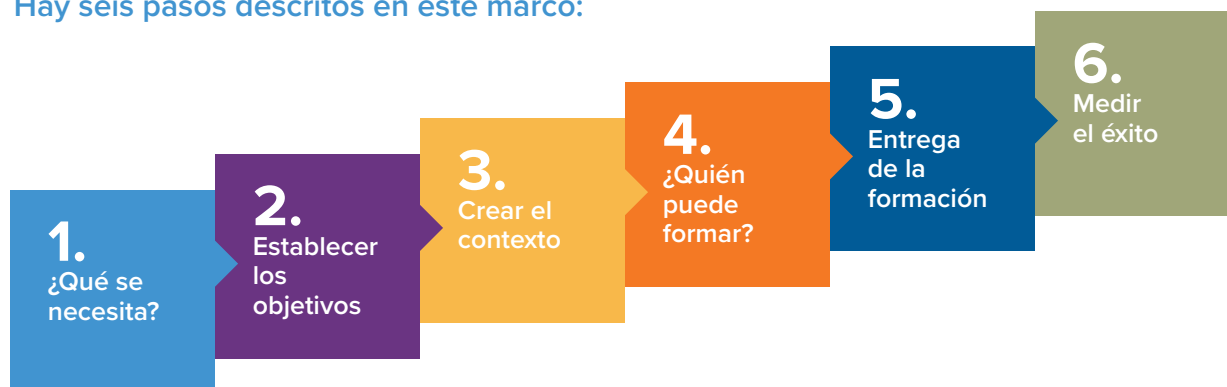 Hay seis pasos descritos en este marco:
1.
¿Qué se
necesita?
2.
Establecer
los
objetivos
3.
Crear el
contexto
4.
¿Quién
puede
formar?
5.
Entrega
de la
formación
6.
Medir
el éxito